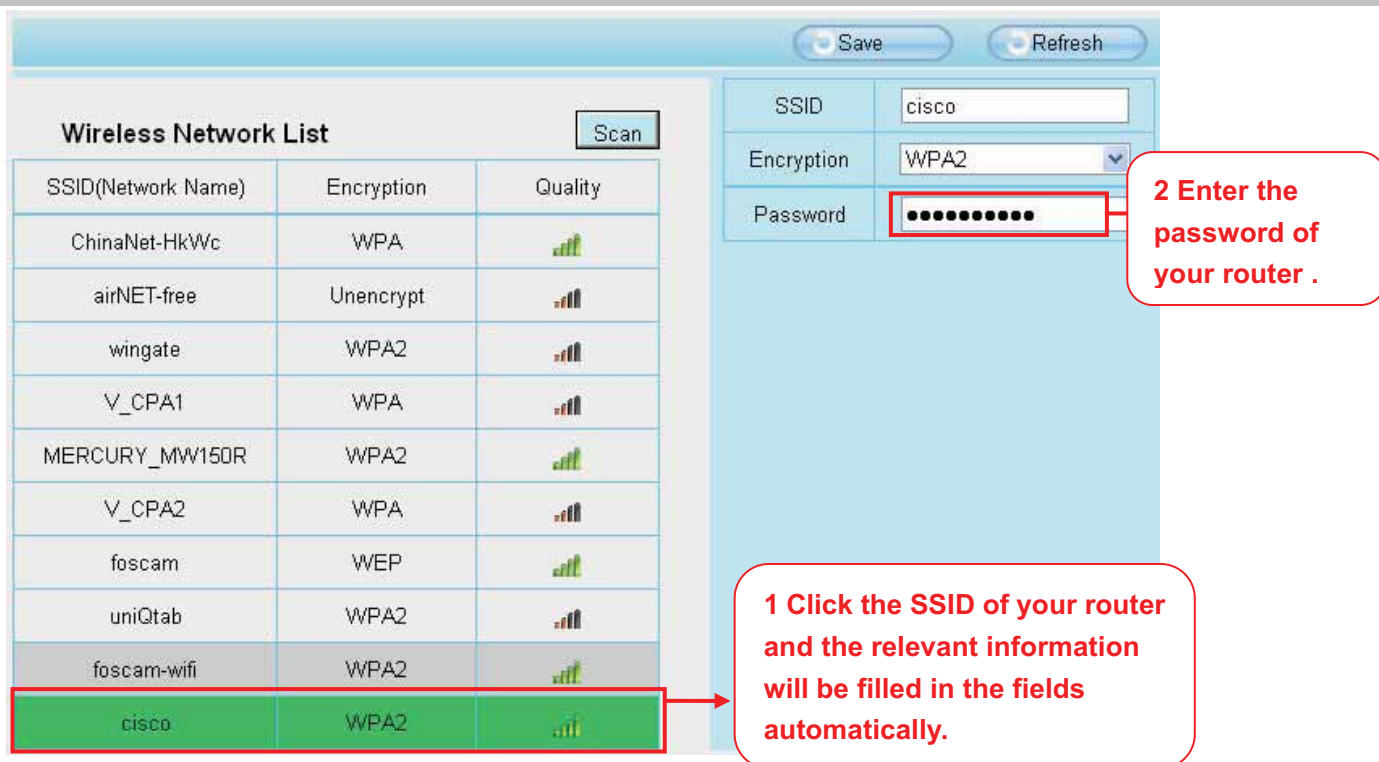 Save Refresh
Wireless Network List Scan
SSID(Network Name) Encryption Quality
ChinaNet-HkWc WPA
airNET-free Unencrypt
wingate WPA2
V_CPA1 WPA
MERCURY_MW150R WPA2
V_CPA2 WPA
foscam WEP
uniQtab WPA2
foscam-wifi WPA2
cisco WPA2
SSID cisco
Encryption WPA2
Password ●●●●●●●●●●
2 Enter the
password of
your router .
1 Click the SSID of your router
and the relevant information
will be filled in the fields
automatically.